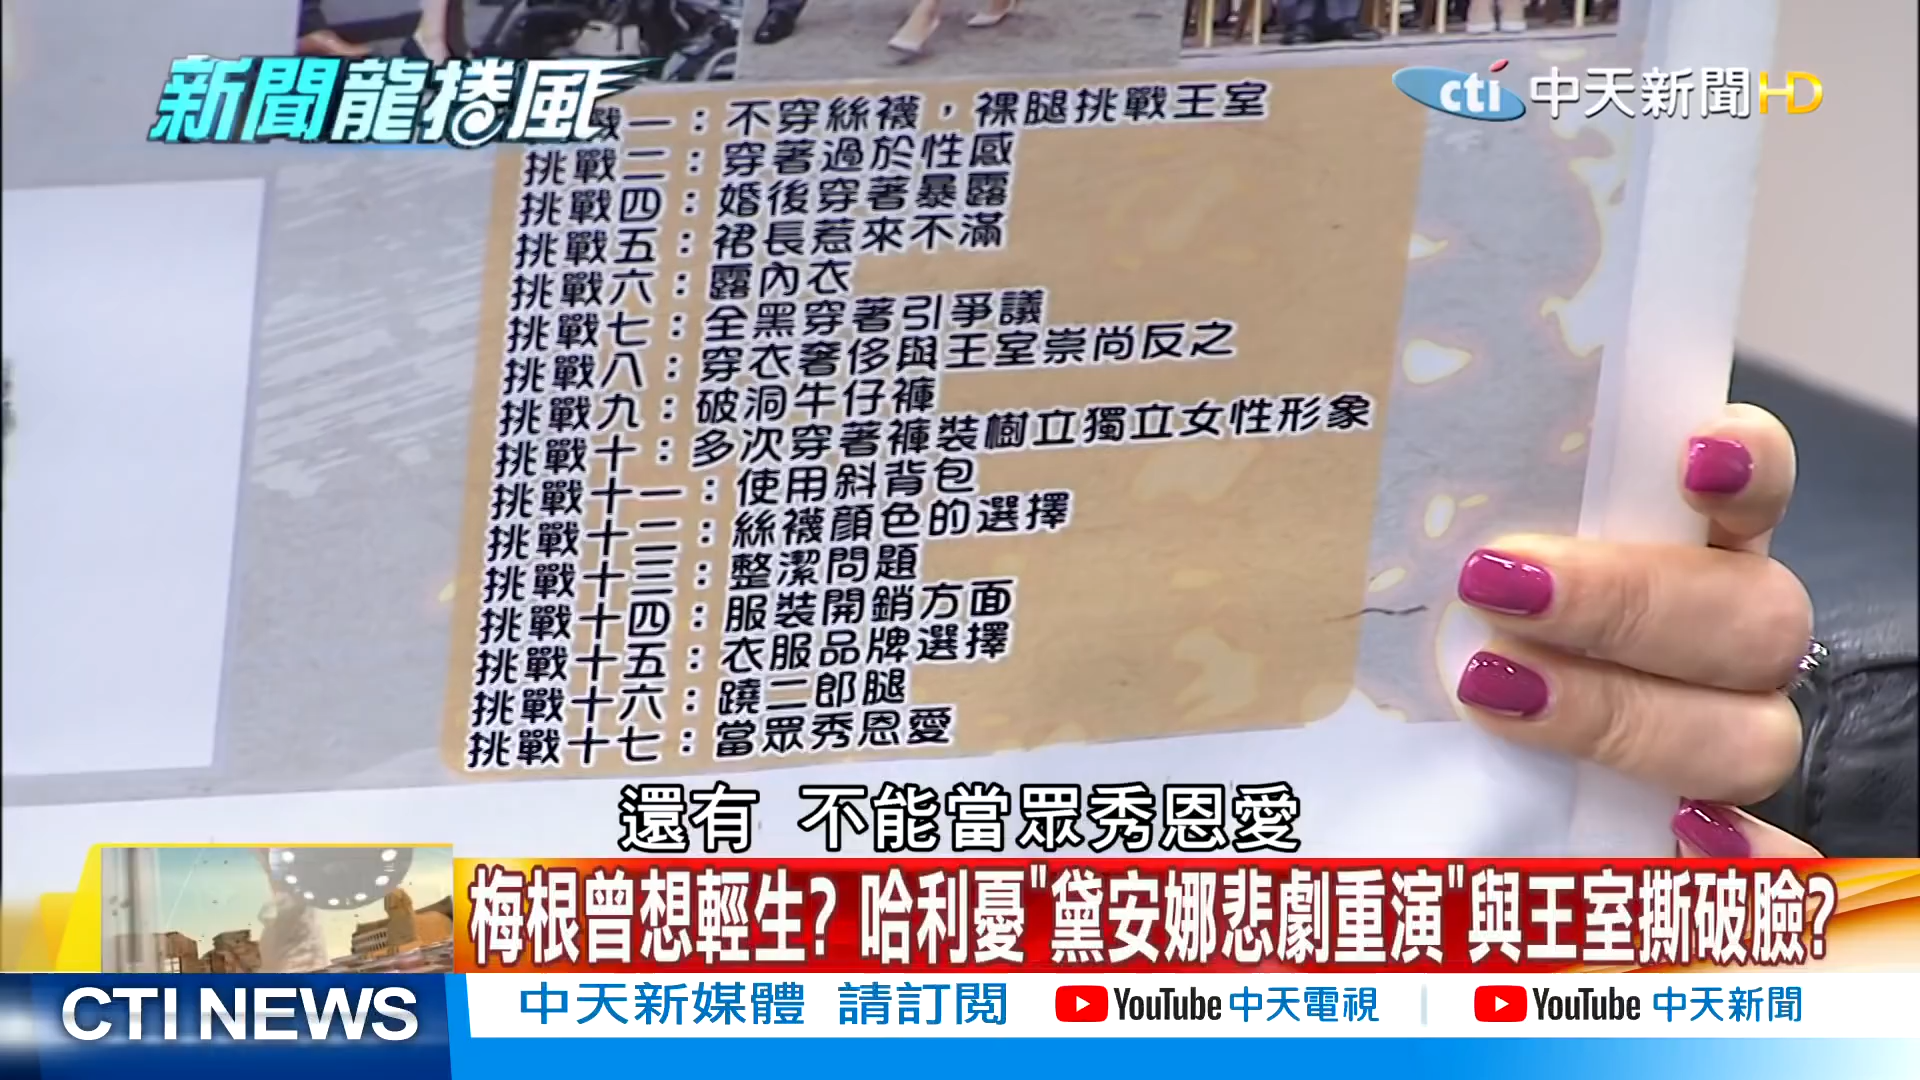 新聞龍捲風
cti 中天新聞HD
戰一：不穿絲襪，裸腿挑戰王室
挑戰二：穿著過於性感
挑戰四：婚後穿著暴露
挑戰五：裙長惹來不滿
挑戰六：露內衣
挑戰七：全黑穿著引爭議
挑戰八：穿衣奢侈與王室崇尚反之
挑戰九：破洞牛仔褲
挑戰十：多次穿著褲裝樹立獨立女性形象
挑戰十一：使用斜背包
挑戰十二：絲襪顏色的選擇
挑戰十三：整潔問題
挑戰十四：服裝開銷方面
挑戰十五：衣服品牌選擇
挑戰十六：蹺二郎腿
挑戰十七：當眾秀恩愛
還有 不能當眾秀恩愛
梅根曾想輕生? 哈利憂"黛安娜悲劇重演"與王室撕破臉?
CTI NEWS
中天新媒體 請訂閱 YouTube 中天電視 | YouTube 中天新聞